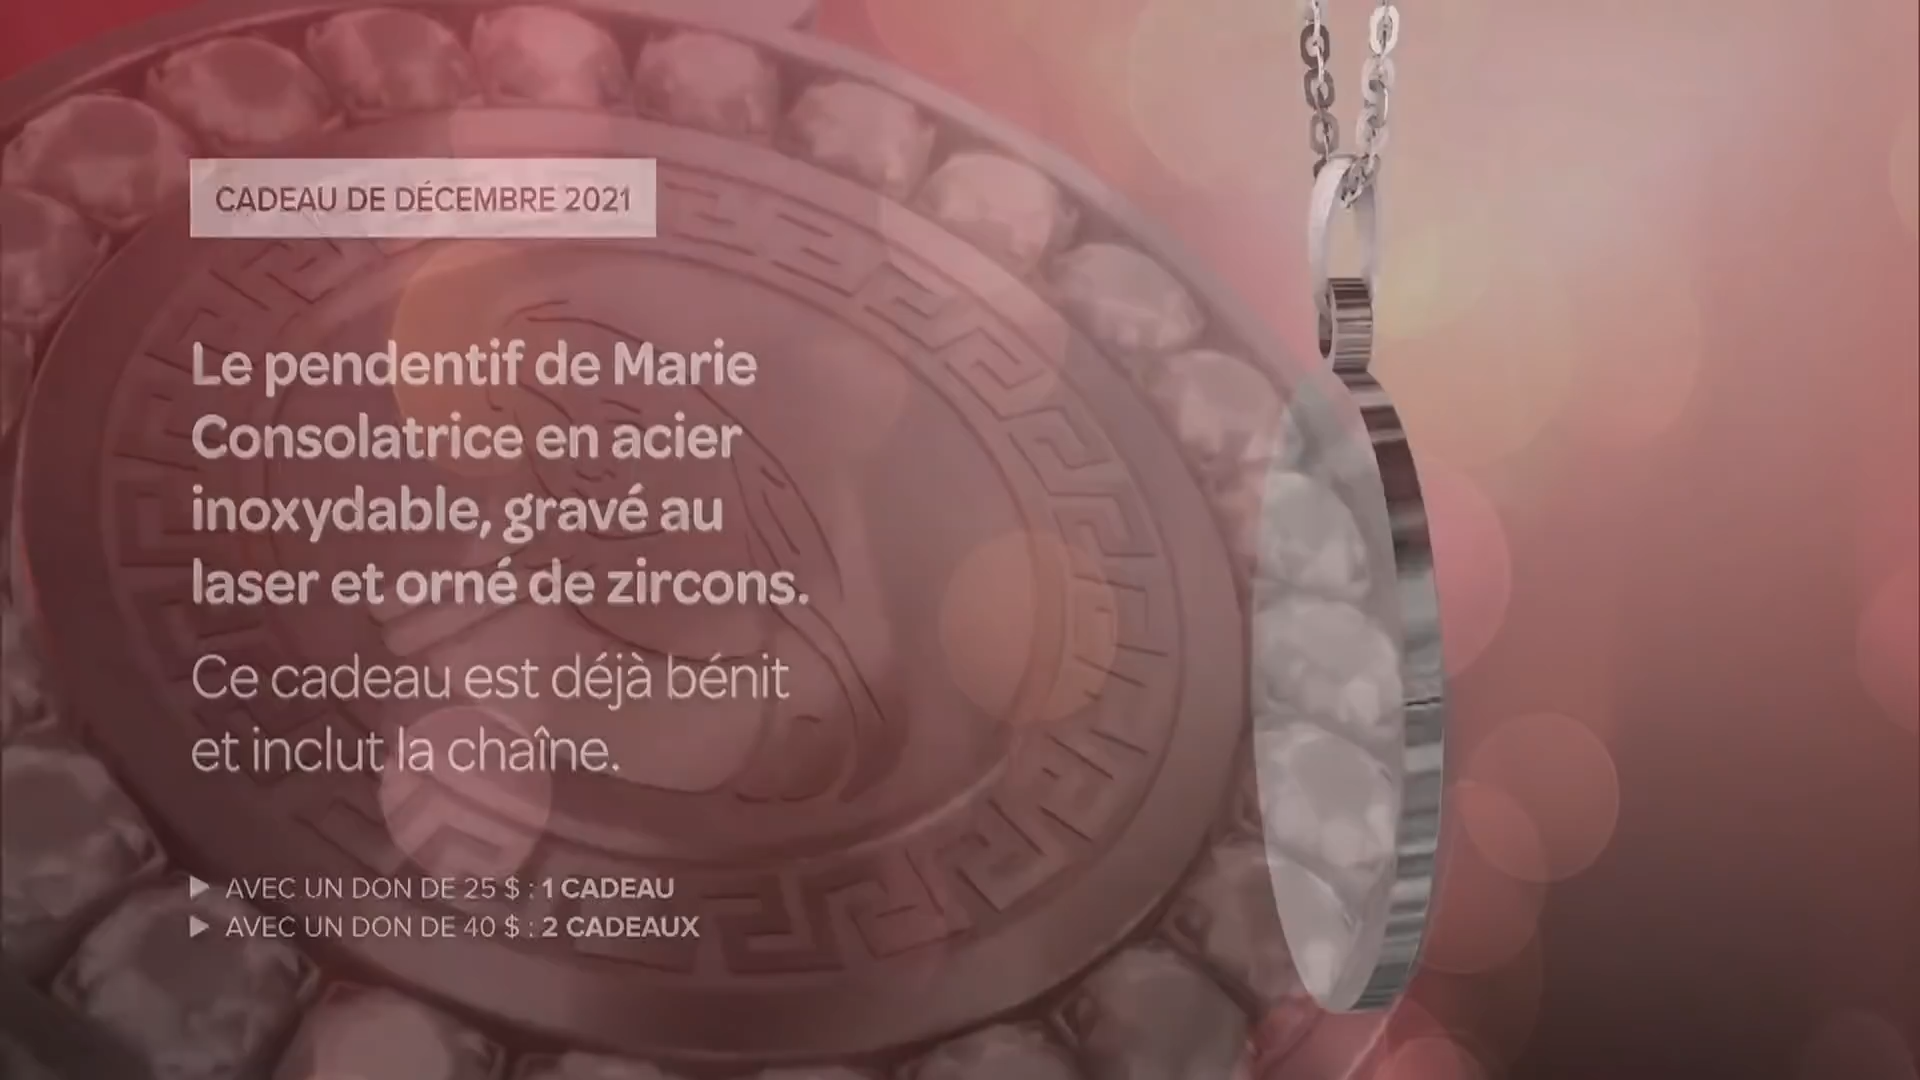 CADEAU DE DÉCEMBRE 2021
Le pendentif de Marie
Consolatrice en acier
inoxydable, gravé au
laser et orné de zircons.
Ce cadeau est déjà bénit
et inclut la chaîne.
▶ AVEC UN DON DE 25 $ : 1 CADEAU
▶ AVEC UN DON DE 40 $ : 2 CADEAUX